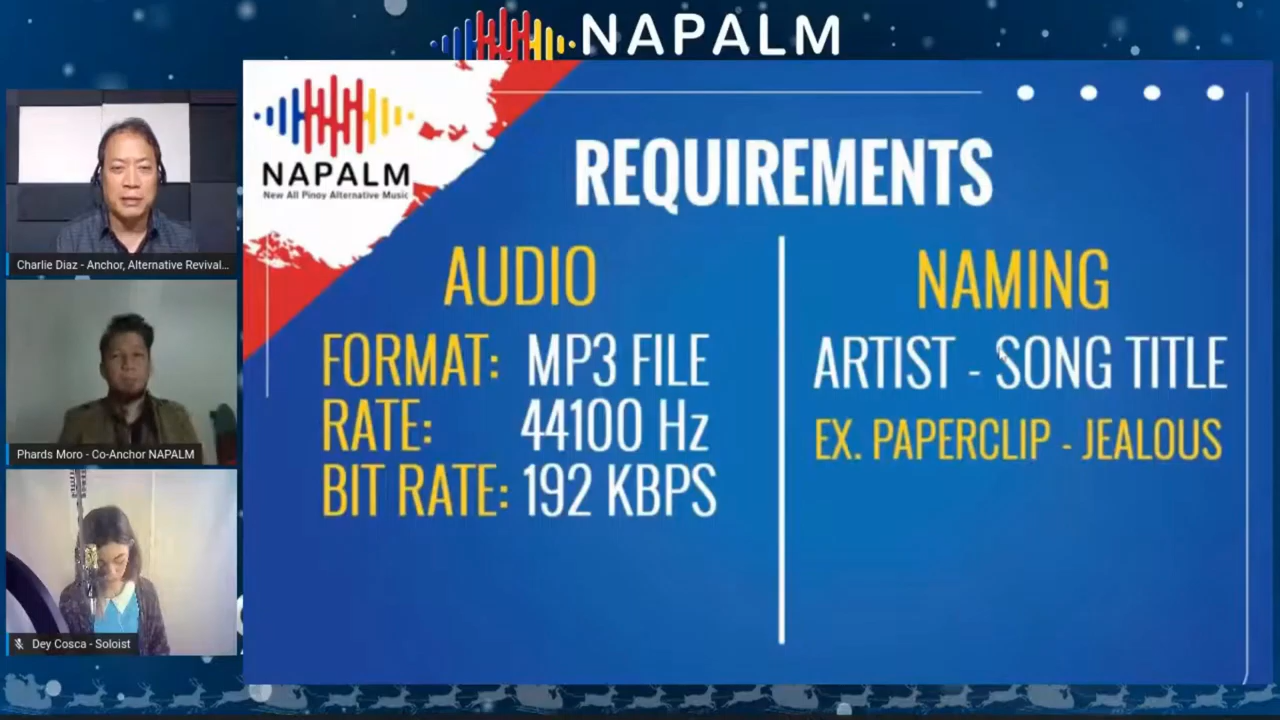 NAPALM
NAPALM
New All Pinoy Alternative Music
REQUIREMENTS
AUDIO
FORMAT: MP3 FILE
RATE: 44100 Hz
BIT RATE: 192 KBPS
NAMING
ARTIST - SONG TITLE
EX. PAPERCLIP - JEALOUS
Charlie Diaz - Anchor, Alternative Revival...
Phards Moro - Co-Anchor NAPALM
Dey Cosca - Soloist